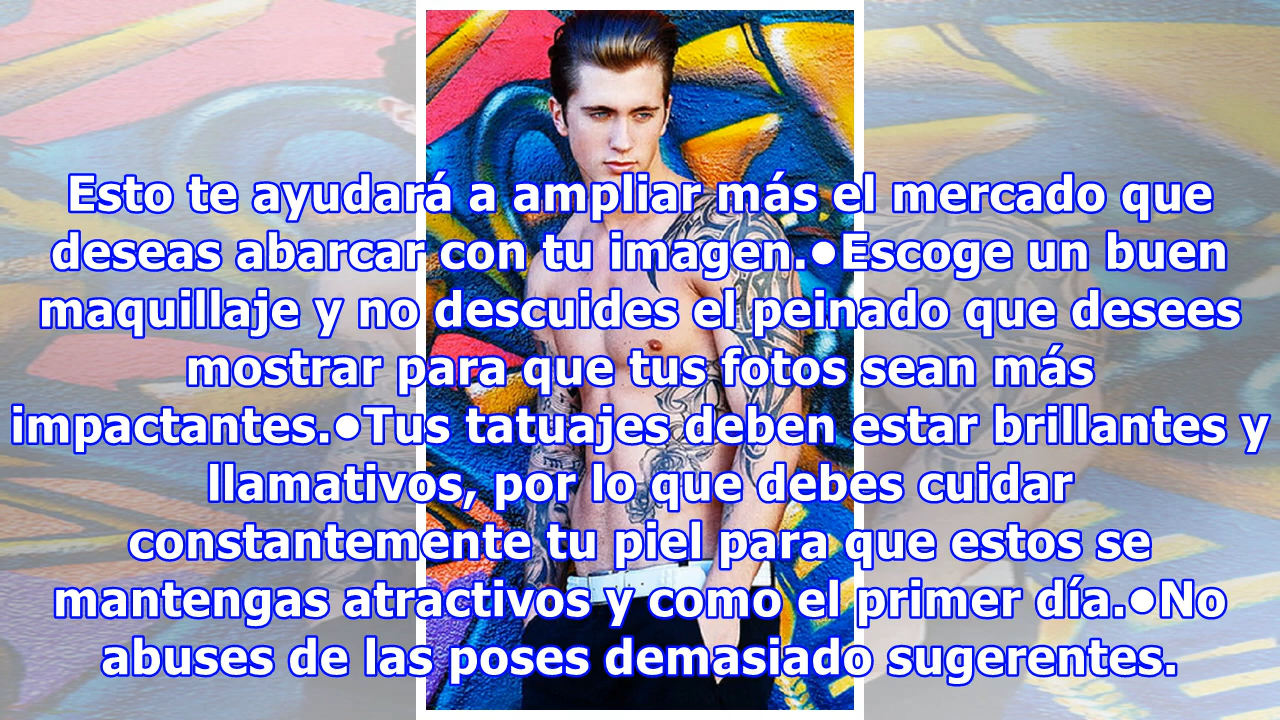 Esto te ayudará a ampliar más el mercado que
deseas abarcar con tu imagen.●Escoge un buen
maquillaje y no descuides el peinado que desees
mostrar para que tus fotos sean más
impactantes.●Tus tatuajes deben estar brillantes y
llamativos, por lo que debes cuidar
constantemente tu piel para que estos se
mantengas atractivos y como el primer día.●No
abuses de las poses demasiado sugerentes.